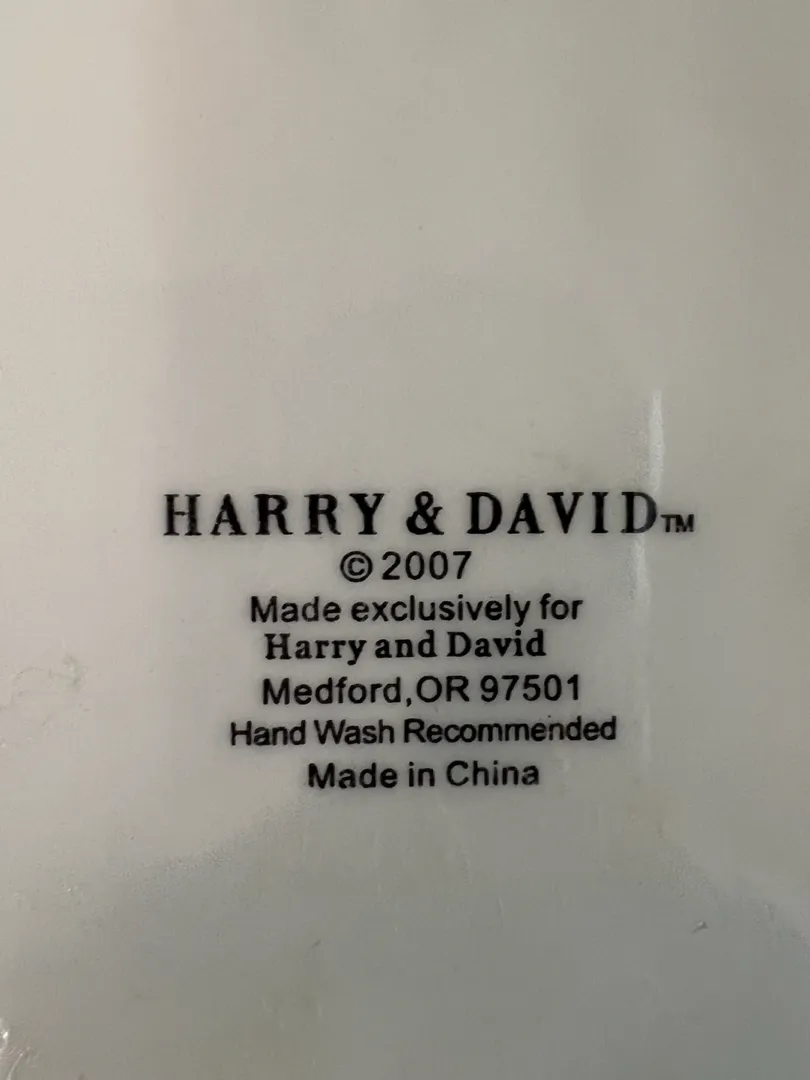 HARRY & DAVID™
©2007
Made exclusively for
Harry and David
Medford,OR 97501
Hand Wash Recommended
Made in China